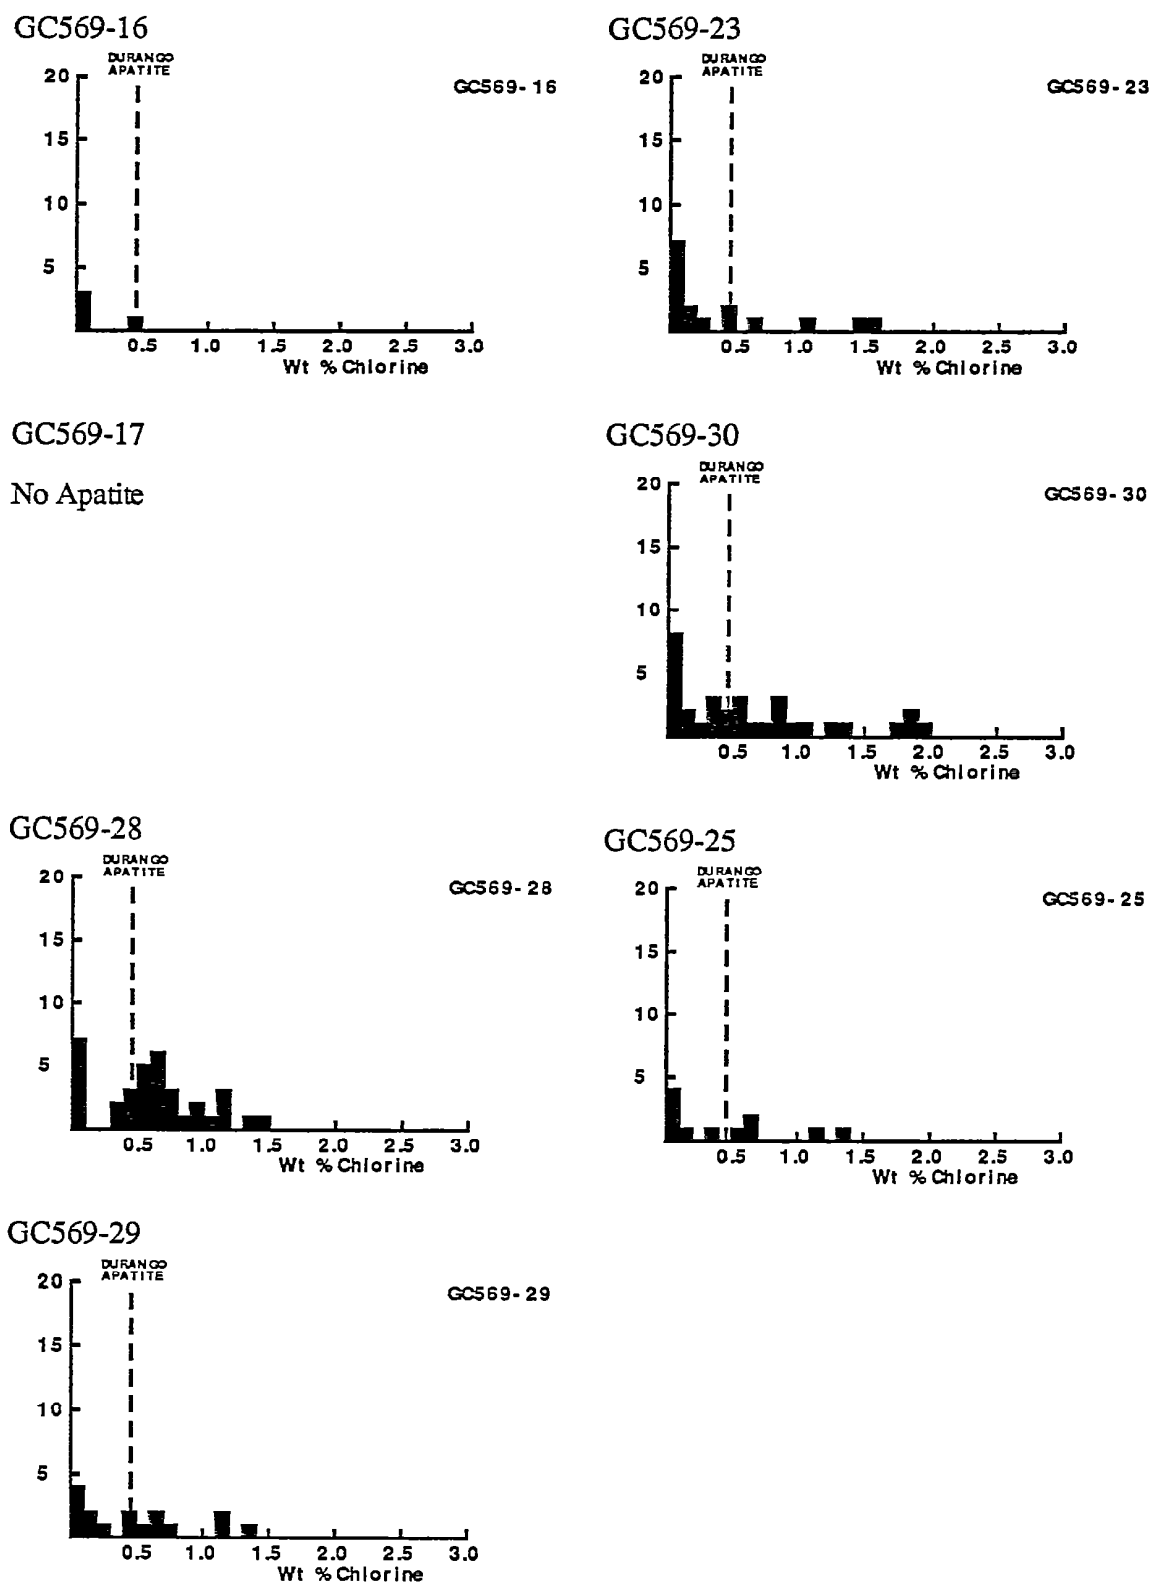 GC569-16
DURANGO
APATITE
GC569-16
20
15
10
5
0.5 1.0 1.5 2.0 2.5 3.0
Wt % Chlorine
GC569-17
No Apatite
GC569-28
DURANGO
APATITE
GC569-28
20
15
10
5
0.5 1.0 1.5 2.0 2.5 3.0
Wt % Chlorine
GC569-29
DURANGO
APATITE
GC569-29
20
15
10
5
0.5 1.0 1.5 2.0 2.5 3.0
Wt % Chlorine
GC569-23
DURANGO
APATITE
GC569-23
20
15
10
5
0.5 1.0 1.5 2.0 2.5 3.0
Wt % Chlorine
GC569-30
DURANGO
APATITE
GC569-30
20
15
10
5
0.5 1.0 1.5 2.0 2.5 3.0
Wt % Chlorine
GC569-25
DURANGO
APATITE
GC569-25
20
15
10
5
0.5 1.0 1.5 2.0 2.5 3.0
Wt % Chlorine